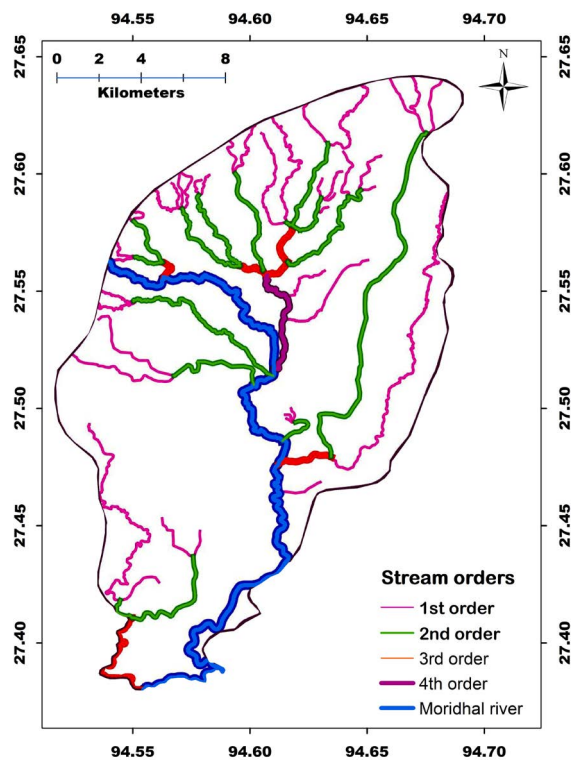 94.55 94.60 94.65 94.70
27.65 27.65
0 2 4 8
Kilometers
N
27.60 27.60
27.55 27.55
27.50 27.50
27.45 27.45
Stream orders
1st order
2nd order
27.40 27.40
3rd order
4th order
Moridhal river
94.55 94.60 94.65 94.70